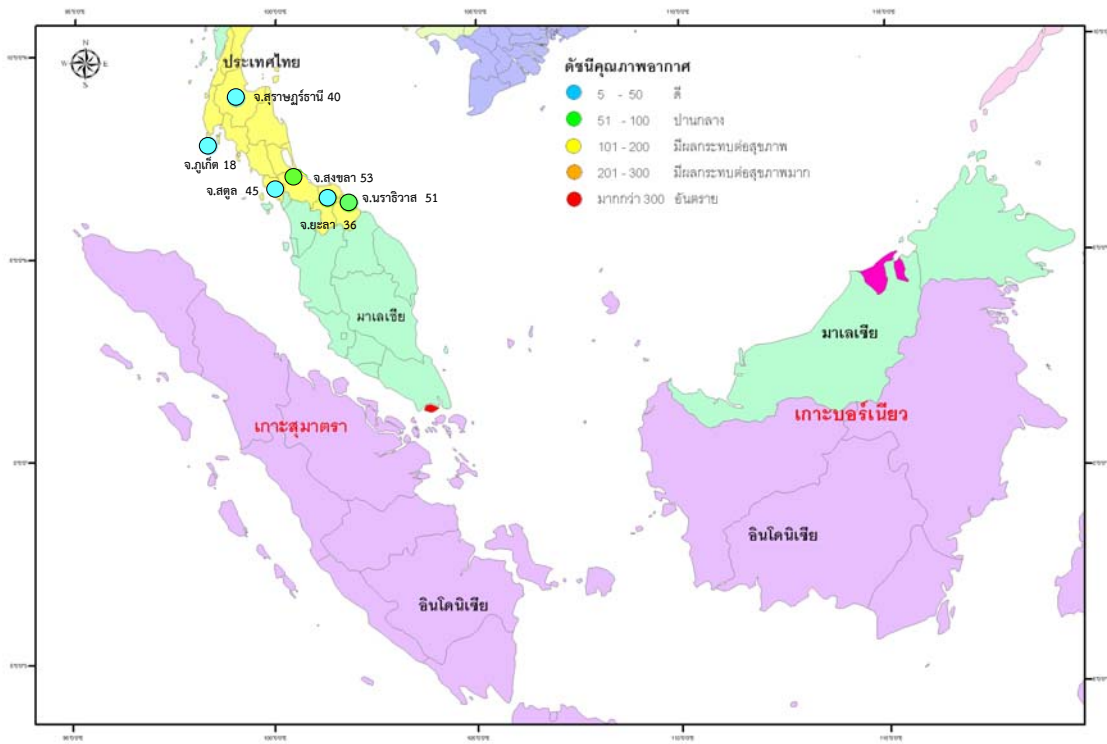 N
W
E
S
ประเทศไทย
จ.สุราษฎร์ธานี 40
จ.ภูเก็ต 18
จ.สงขลา 53
จ.สตูล 45
จ.นราธิวาส 51
จ.ยะลา 36
ดัชนีคุณภาพอากาศ
5 - 50 ดี
51 - 100 ปานกลาง
101 - 200 มีผลกระทบต่อสุขภาพ
201 - 300 มีผลกระทบต่อสุขภาพมาก
มากกว่า 300 อันตราย
มาเลเซีย
มาเลเซีย
เกาะสุมาตรา
เกาะบอร์เนียว
อินโดนิเซีย
อินโดนิเซีย